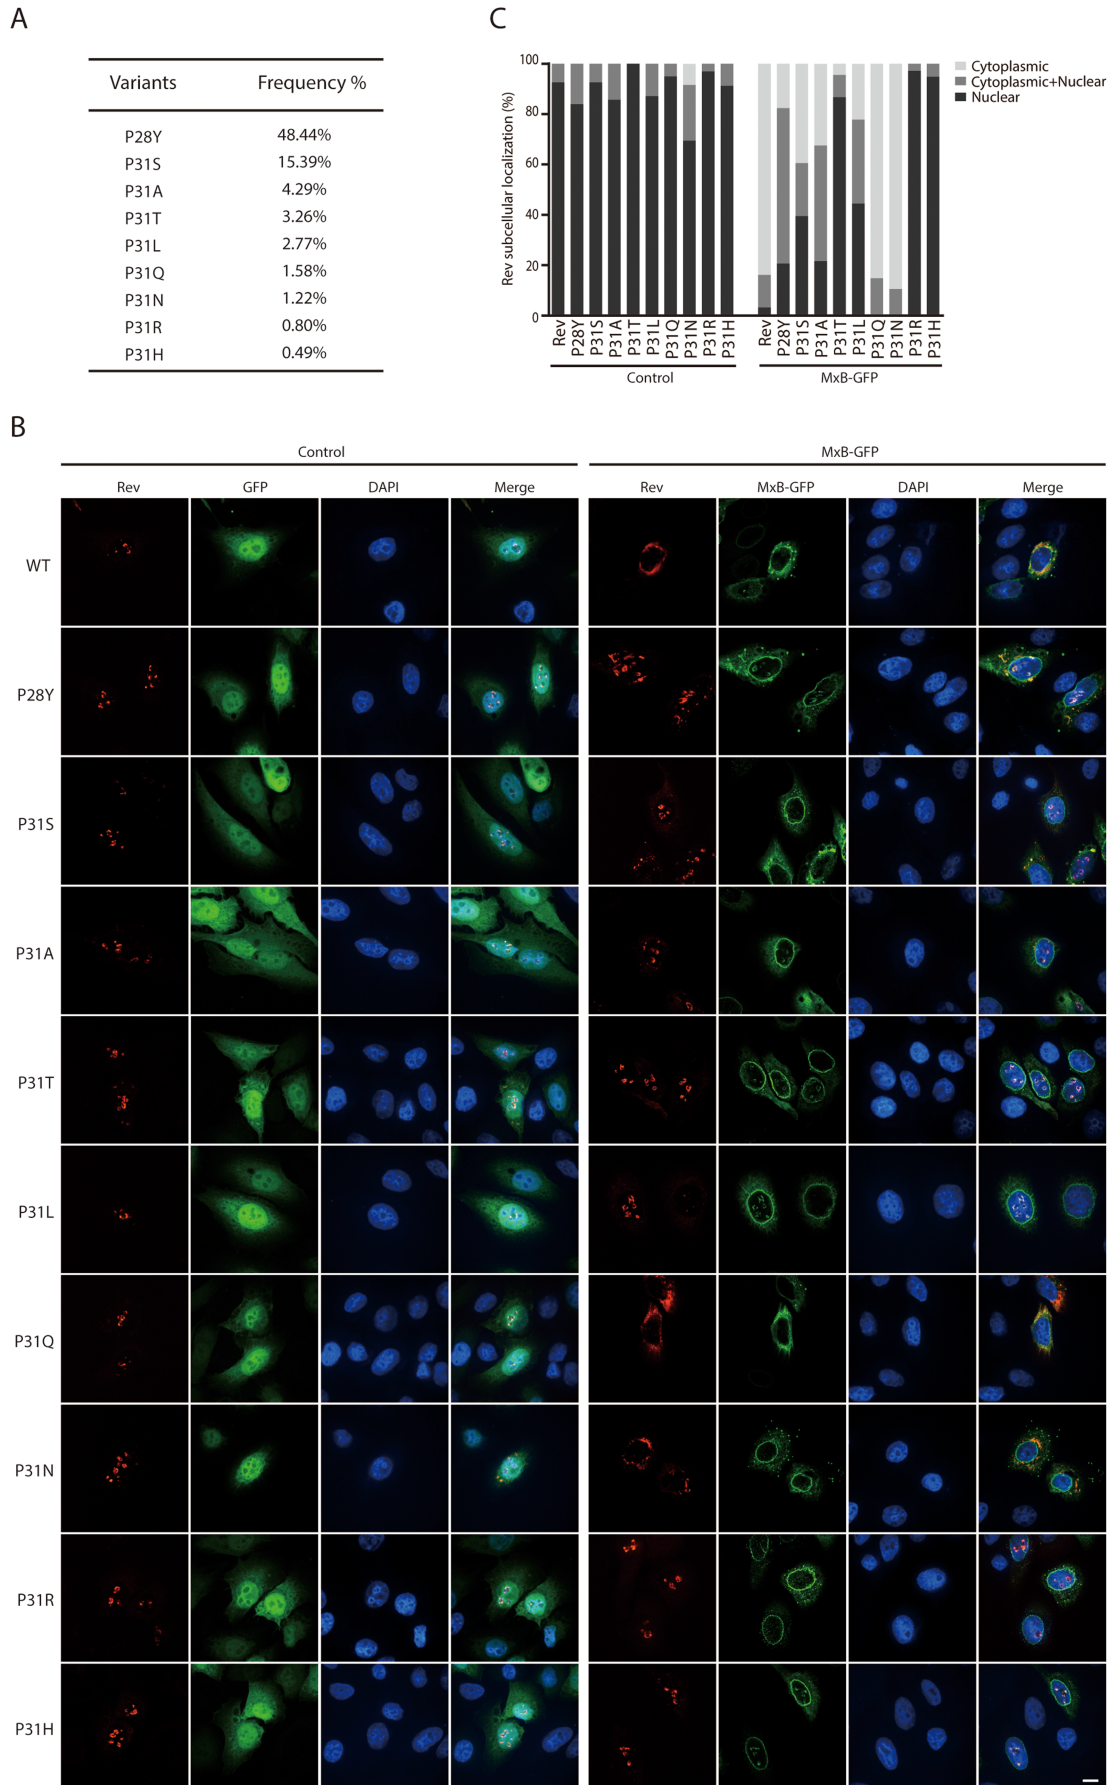 A
Variants Frequency %
P28Y 48.44%
P31S 15.39%
P31A 4.29%
P31T 3.26%
P31L 2.77%
P31Q 1.58%
P31N 1.22%
P31R 0.80%
P31H 0.49%
C
Rev subcellular localization (%)
100
80
60
40
20
0
Cytoplasmic
Cytoplasmic+Nuclear
Nuclear
Rev P28Y P31S P31A P31T P31L P31Q P31N P31R P31H
Rev P28Y P31S P31A P31T P31L P31Q P31N P31R P31H
Control MxB-GFP
B
Control MxB-GFP
Rev GFP DAPI Merge Rev MxB-GFP DAPI Merge
WT
P28Y
P31S
P31A
P31T
P31L
P31Q
P31N
P31R
P31H